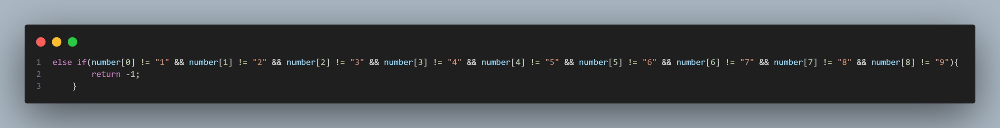 1 else if(number[0] != "1" && number[1] != "2" && number[2] != "3" && number[3] != "4" && number[4] != "5" && number[5] != "6" && number[6] != "7" && number[7] != "8" && number[8] != "9"){
2         return -1;
3     }